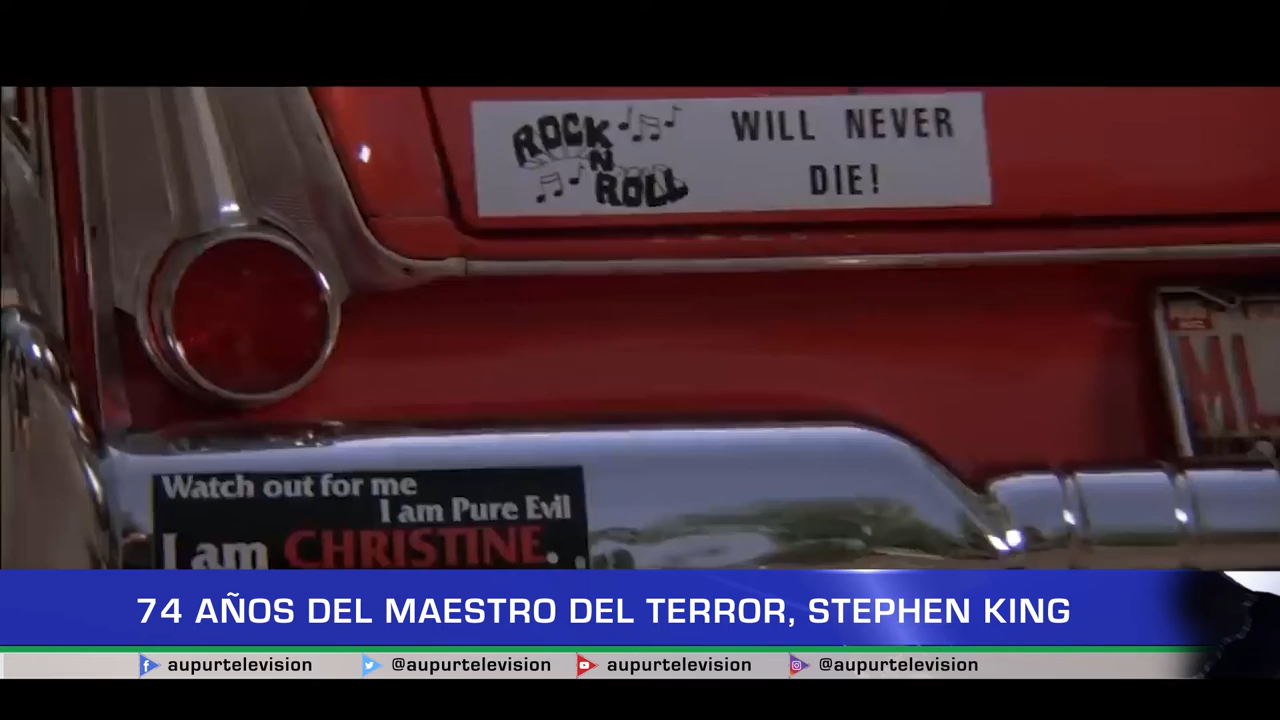 ROCK
N
ROLL
WILL NEVER
DIE!
ML
Watch out for me
I am Pure Evil
I am CHRISTINE. .
74 AÑOS DEL MAESTRO DEL TERROR, STEPHEN KING
aupurtelevision @aupurtelevision aupurtelevision @aupurtelevision